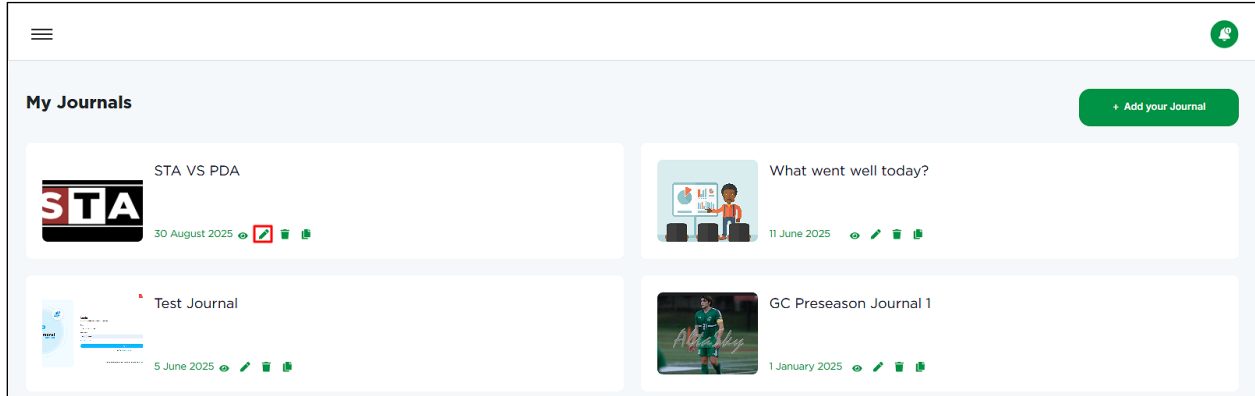 My Journals
+ Add your Journal
STA VS PDA
STA
30 August 2025
What went well today?
11 June 2025
Test Journal
5 June 2025
GC Preseason Journal 1
AltaSky
1 January 2025